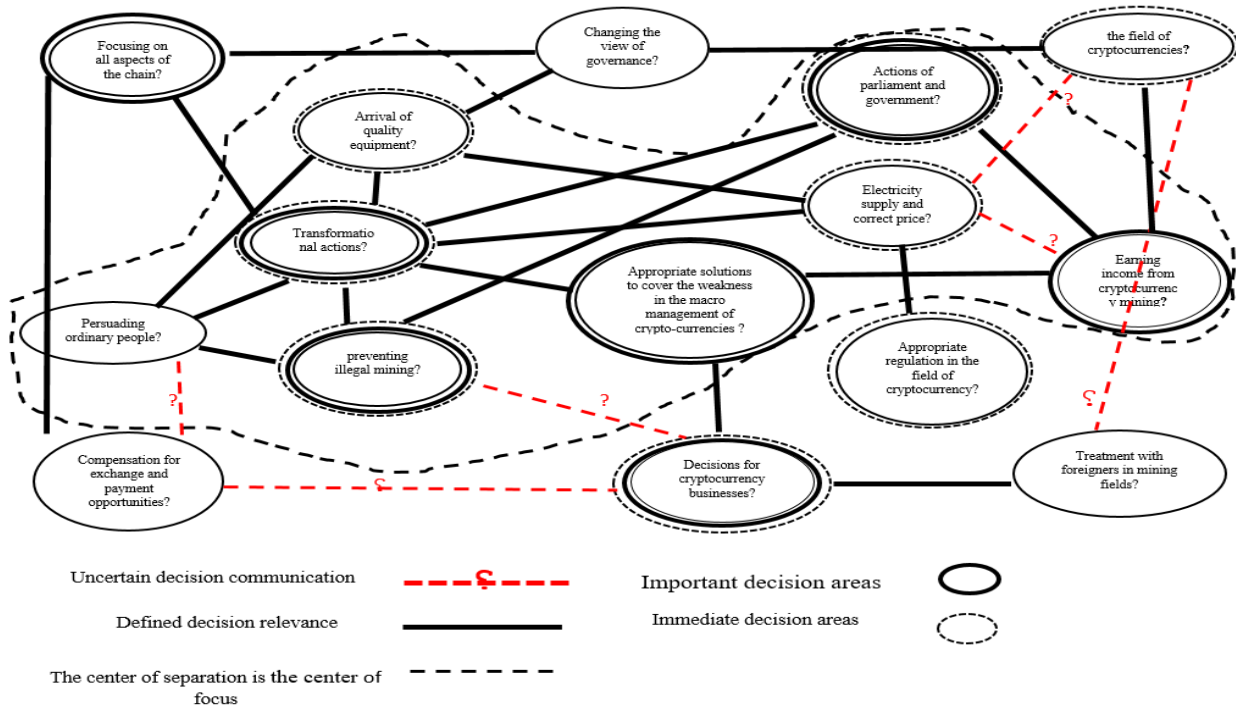 Focusing on
all aspects of
the chain?
Changing the
view of
governance?
the field of
cryptocurrencies?
Actions of
parliament and
government?
Arrival of
quality
equipment?
Electricity
supply and
correct price?
Transformatio
nal actions?
Appropriate solutions
to cover the weakness
in the macro
management of
crypto-currencies ?
Earning
income from
cryptocurrenc
y mining?
Persuading
ordinary people?
preventing
illegal mining?
Appropriate
regulation in the
field of
cryptocurrency?
Compensation for
exchange and
payment
opportunities?
Decisions for
cryptocurrency
businesses?
Treatment with
foreigners in mining
fields?
?
?
?
?
؟
؟
Uncertain decision communication
؟
Important decision areas
Defined decision relevance
Immediate decision areas
The center of separation is the center of
focus